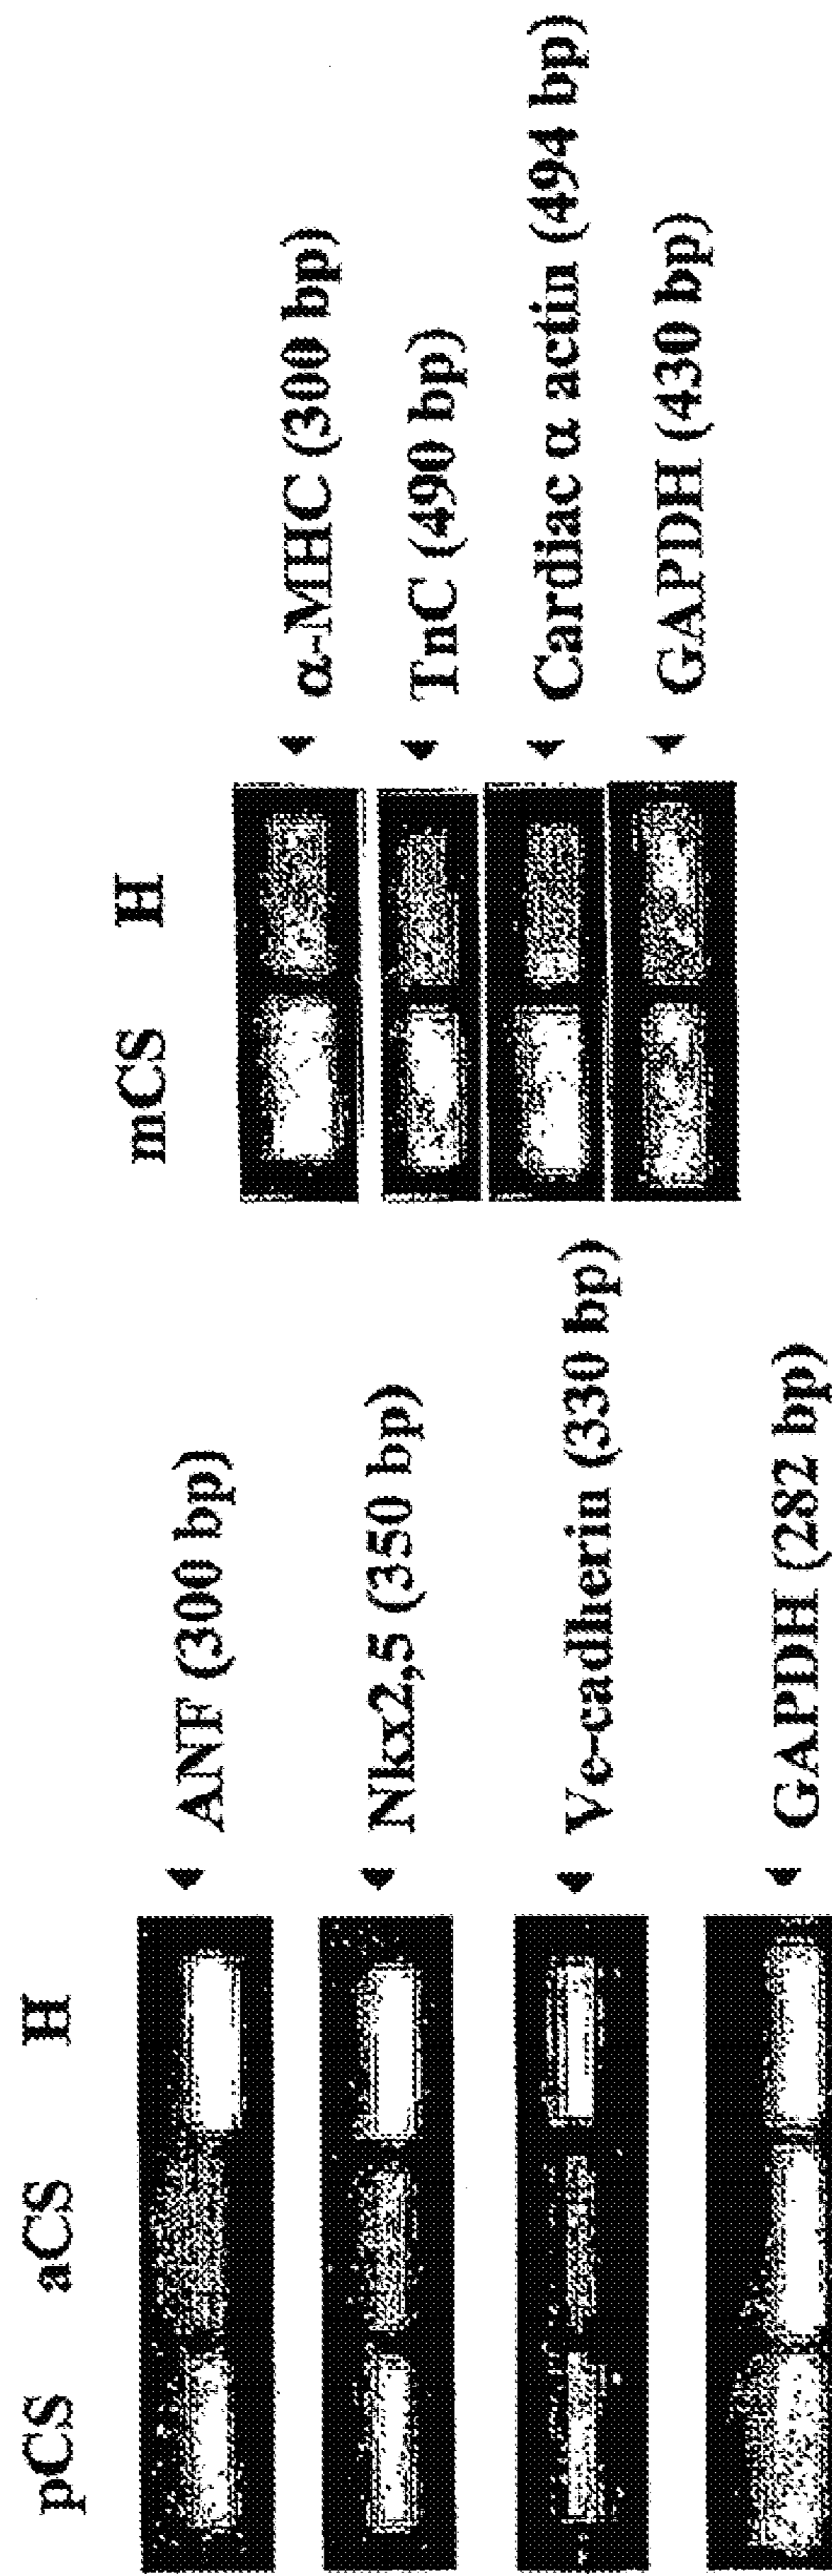 pCS aCS H
ANF (300 bp)
Nkx2,5 (350 bp)
Ve-cadherin (330 bp)
GAPDH (282 bp)
mCS H
α-MHC (300 bp)
TnC (490 bp)
Cardiac α actin (494 bp)
GAPDH (430 bp)